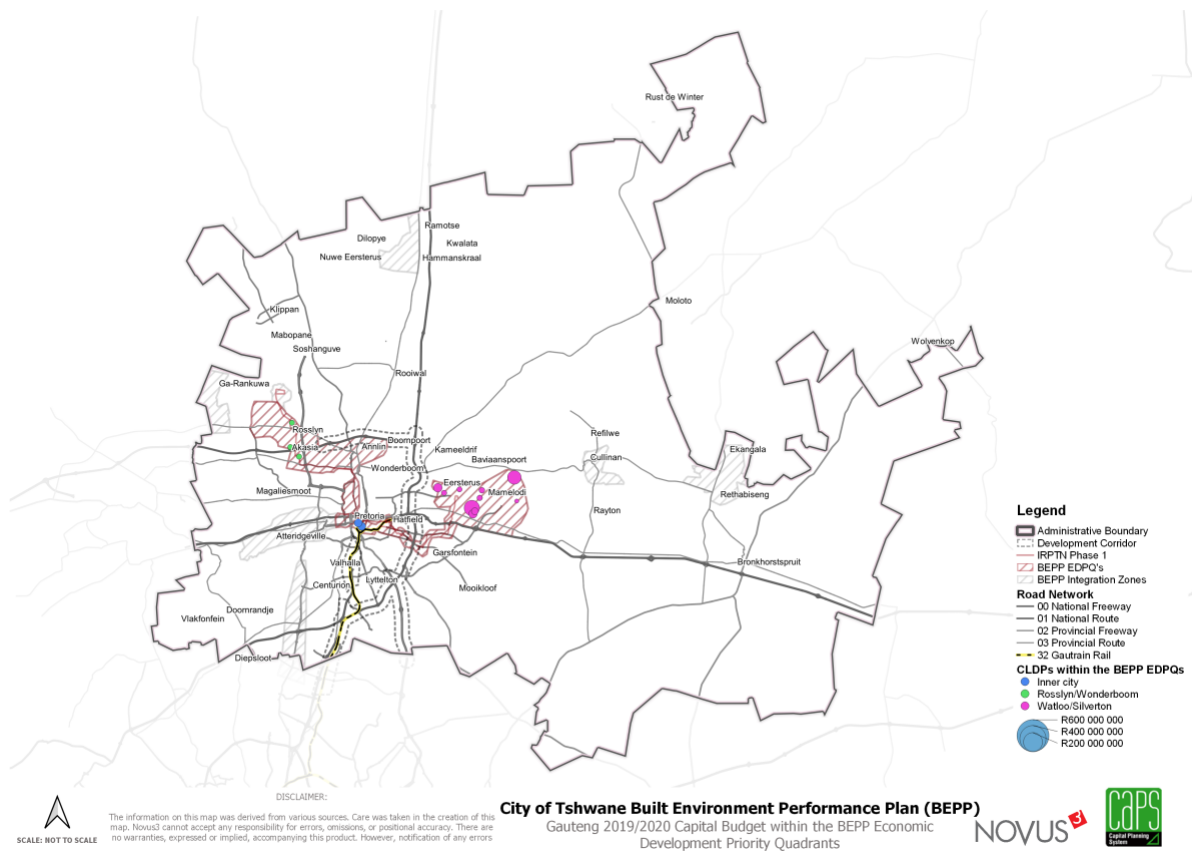 Rust de Winter
Ramotse
Dilopye
Kwalata
Nuwe Eersterus
Hammanskraal
Moloto
Klippan
Mabopane
Soshanguve
Wolvenkop
Rooiwal
Ga-Rankuwa
Rosslyn
Refilwe
Doornpoort
Akasia
Annlin
Kameeldrif
Ekangala
Baviaanspoort
Cullinan
Wonderboom
Eersterus
Magaliesmoot
Mamelodi
Rethabiseng
Rayton
Pretoria
Hatfield
Atteridgeville
Garsfontein
Valhalla
Bronkhorstspruit
Lyttelton
Centurion
Mooikloof
Doornrandje
Vlakfonfein
Diepsloot
Legend
Administrative Boundary
Development Corridor
IRPTN Phase 1
BEPP EDPQ's
BEPP Integration Zones
Road Network
00 National Freeway
01 National Route
02 Provincial Freeway
03 Provincial Route
32 Gautrain Rail
CLDPs within the BEPP EDPQs
Inner city
Rosslyn/Wonderboom
Watloo/Silverton
R600 000 000
R400 000 000
R200 000 000
SCALE: NOT TO SCALE
DISCLAIMER:
The information on this map was derived from various sources. Care was taken in the creation of this
map. Novus3 cannot accept any responsibility for errors, omissions, or positional accuracy. There are
no warranties, expressed or implied, accompanying this product. However, notification of any errors
City of Tshwane Built Environment Performance Plan (BEPP)
Gauteng 2019/2020 Capital Budget within the BEPP Economic
Development Priority Quadrants
NOVUS3
CAPS
Capital Planning
System